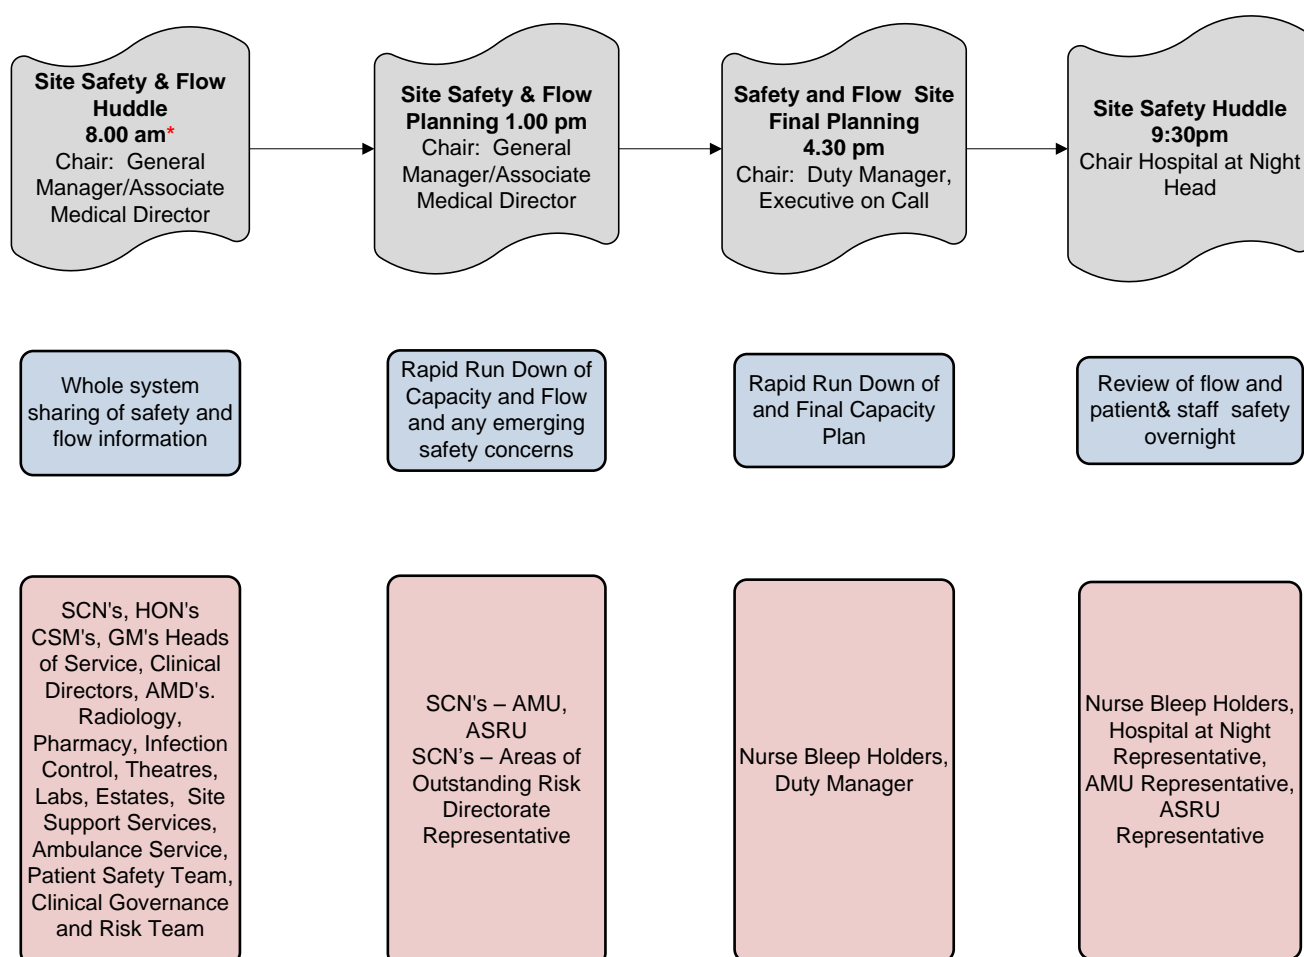 Site Safety & Flow
Huddle
8.00 am*
Chair: General
Manager/Associate
Medical Director
Site Safety & Flow
Planning 1.00 pm
Chair: General
Manager/Associate
Medical Director
Safety and Flow Site
Final Planning
4.30 pm
Chair: Duty Manager,
Executive on Call
Site Safety Huddle
9:30pm
Chair Hospital at Night
Head
Whole system
sharing of safety and
flow information
Rapid Run Down of
Capacity and Flow
and any emerging
safety concerns
Rapid Run Down of
and Final Capacity
Plan
Review of flow and
patient& staff safety
overnight
SCN's, HON's
CSM's, GM's Heads
of Service, Clinical
Directors, AMD's.
Radiology,
Pharmacy, Infection
Control, Theatres,
Labs, Estates, Site
Support Services,
Ambulance Service,
Patient Safety Team,
Clinical Governance
and Risk Team
SCN's – AMU,
ASRU
SCN’s – Areas of
Outstanding Risk
Directorate
Representative
Nurse Bleep Holders,
Duty Manager
Nurse Bleep Holders,
Hospital at Night
Representative,
AMU Representative,
ASRU
Representative